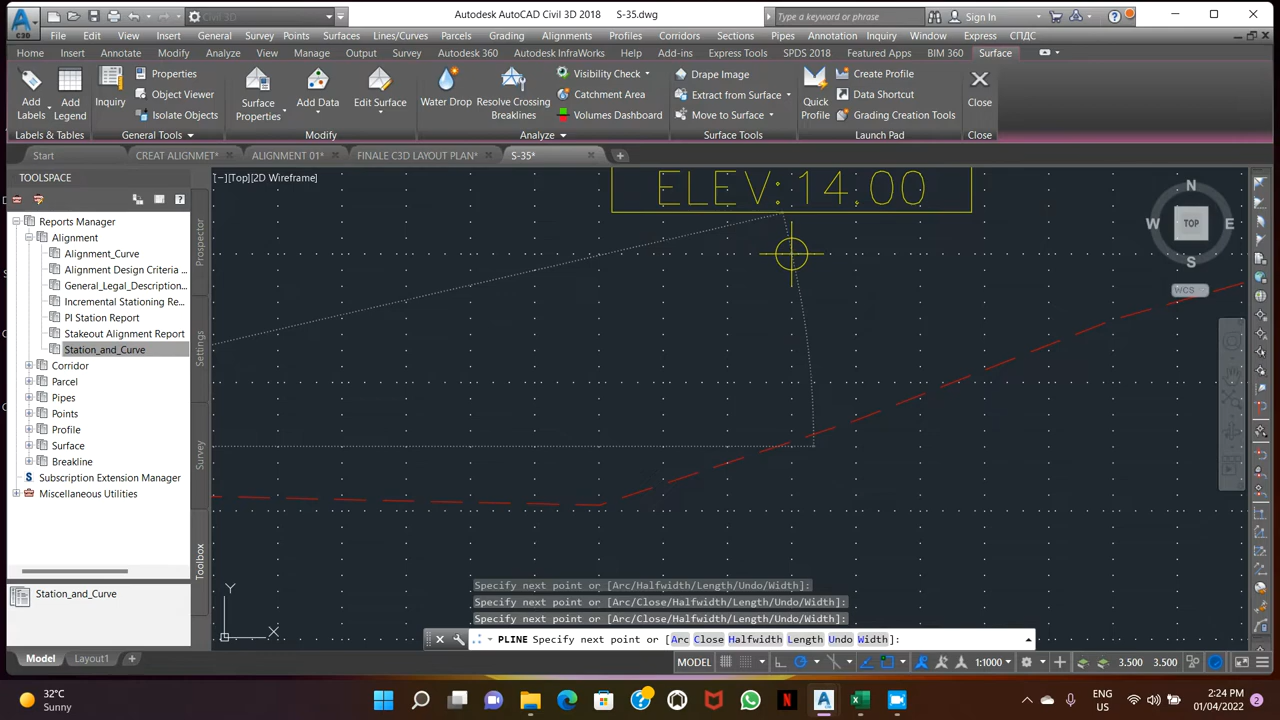 Civil 3D
Autodesk AutoCAD Civil 3D 2018 S-35.dwg
Type a keyword or phrase
Sign In
C3D
File Edit View Insert General Survey Points Surfaces Lines/Curves Parcels Grading Alignments Profiles Corridors Sections Pipes Annotation Inquiry Window Express СПДС
Home Insert Annotate Modify Analyze View Manage Output Survey Autodesk 360 Autodesk InfraWorks Help Add-ins Express Tools SPDS 2018 Featured Apps BIM 360 Surface
Add Labels
Add Legend
Inquiry
Properties
Object Viewer
Isolate Objects
Surface Properties
Add Data
Edit Surface
Water Drop
Resolve Crossing Breaklines
Visibility Check
Catchment Area
Volumes Dashboard
Drape Image
Extract from Surface
Move to Surface
Quick Profile
Create Profile
Data Shortcut
Grading Creation Tools
Close
Labels & Tables General Tools Modify Analyze Surface Tools Launch Pad Close
Start CREAT ALIGNMET* ALIGNMENT 01* FINALE C3D LAYOUT PLAN* S-35*
TOOLSPACE
[−][Top][2D Wireframe]
Reports Manager
Alignment
Alignment_Curve
Alignment Design Criteria ...
General_Legal_Description...
Incremental Stationing Re...
PI Station Report
Stakeout Alignment Report
Station_and_Curve
Corridor
Parcel
Pipes
Points
Profile
Surface
Breakline
Subscription Extension Manager
Miscellaneous Utilities
Prospector
Settings
Survey
Toolbox
Station_and_Curve
ELEV: 14.00
N
W TOP E
S
WCS
Y
X
Specify next point or [Arc/Halfwidth/Length/Undo/Width]:
Specify next point or [Arc/Close/Halfwidth/Length/Undo/Width]:
Specify next point or [Arc/Close/Halfwidth/Length/Undo/Width]:
PLINE Specify next point or [Arc Close Halfwidth Length Undo Width]:
Model Layout1
MODEL 1:1000 3.500 3.500
32°C
Sunny
ENG
US
2:24 PM
01/04/2022